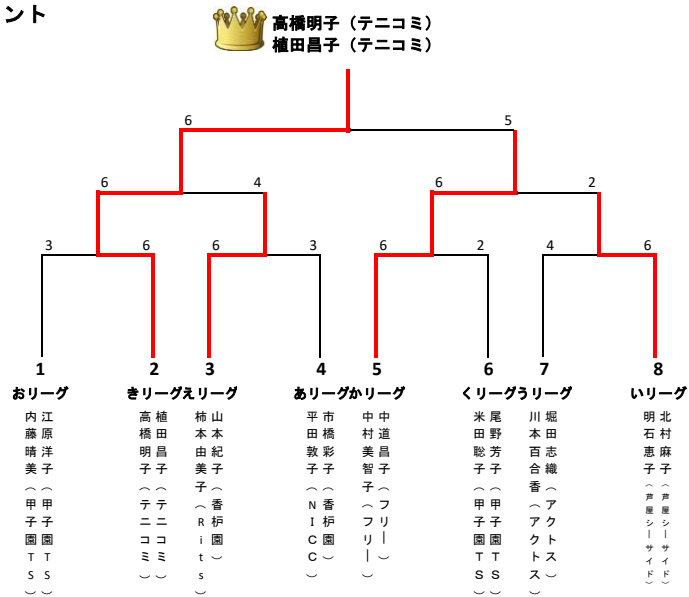 ント
高橋明子（テニコミ）
植田昌子（テニコミ）
6 5
6 4 6 2
3 6 6 3 6 2 4 6
1 2 3 4 5 6 7 8
おリーグ きリーグ えリーグ あリーグ かリーグ くリーグ うリーグ いリーグ
江原洋子（甲子園TS）
内藤晴美（甲子園TS）
植田昌子（テニコミ）
高橋明子（テニコミ）
山本紀子（香枦園）
柿本由美子（Rits）
市橋彩子（香枦園）
平田敦子（NICC）
中道昌子（フリー）
中村美智子（フリー）
尾野芳子（甲子園TS）
米田聡子（甲子園TS）
堀田志織（アクトス）
川本百合香（アクトス）
北村麻子（芦屋シーサイド）
明石恵子（芦屋シーサイド）